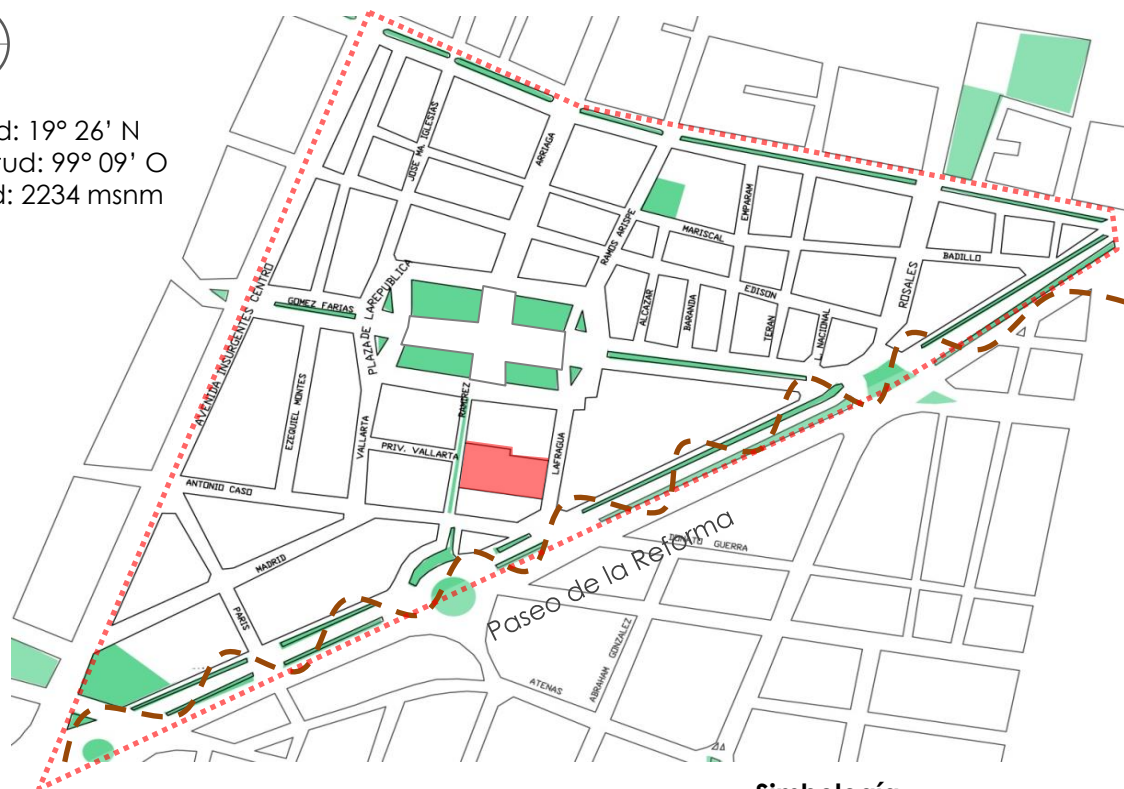 d: 19° 26’ N
ud: 99° 09’ O
d: 2234 msnm
JOSE MA. IGLESIAS
ARRIAGA
RAMOS ARISPE
EMPARAM
MARISCAL
BADILLO
ROSALES
EDISON
ALCAZAR
BARANDA
TERAN
L. NACIONAL
AVENIDA INSURGENTES CENTRO
GOMEZ FARIAS
PLAZA DE LA REPUBLICA
EZEQUIEL MONTES
VALLARTA
RAMIREZ
PRIV. VALLARTA
LAFRAGUA
ANTONIO CASO
MADRID
PARIS
Paseo de la Reforma
DONATO GUERRA
ABRAHAM GONZALEZ
ATENAS